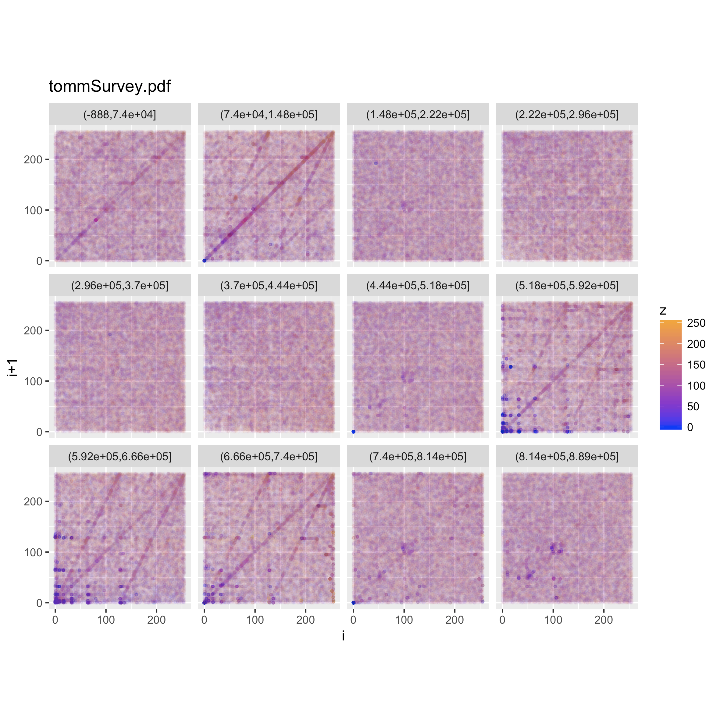 tommSurvey.pdf
(-888,7.4e+04]
(7.4e+04,1.48e+05]
(1.48e+05,2.22e+05]
(2.22e+05,2.96e+05]
200
100
0
(2.96e+05,3.7e+05]
(3.7e+05,4.44e+05]
(4.44e+05,5.18e+05]
(5.18e+05,5.92e+05]
200
100
0
(5.92e+05,6.66e+05]
(6.66e+05,7.4e+05]
(7.4e+05,8.14e+05]
(8.14e+05,8.89e+05]
200
100
0
0 100 200 0 100 200 0 100 200 0 100 200
i
i+1
z
250
200
150
100
50
0